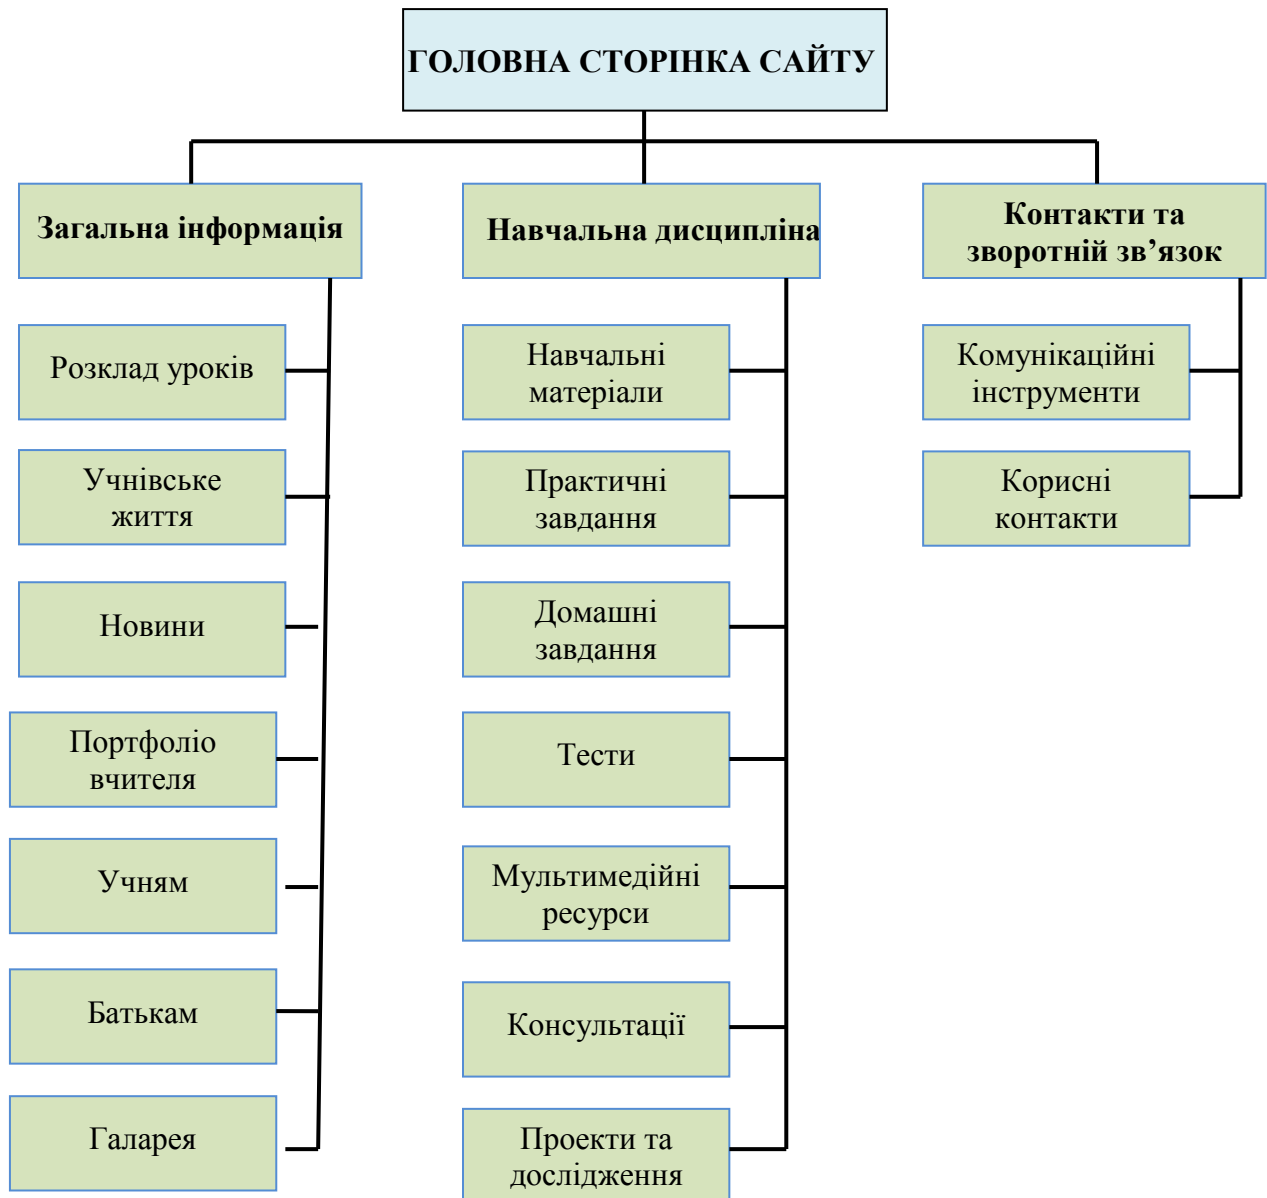 ГОЛОВНА СТОРІНКА САЙТУ
Загальна інформація
Розклад уроків
Учнівське
життя
Новини
Портфоліо
вчителя
Учням
Батькам
Галарея
Навчальна дисципліна
Навчальні
матеріали
Практичні
завдання
Домашні
завдання
Тести
Мультимедійні
ресурси
Консультації
Проекти та
дослідження
Контакти та
зворотній зв’язок
Комунікаційні
інструменти
Корисні
контакти